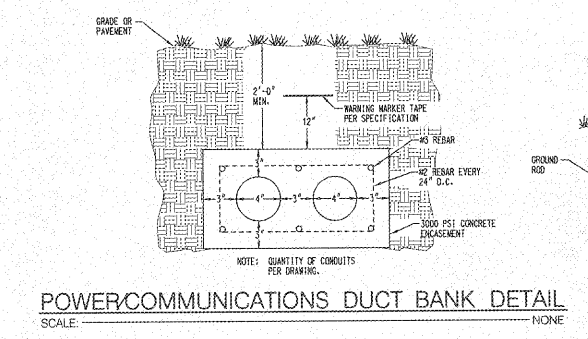 GRADE OR
PAVEMENT
2'-0"
MIN.
WARNING MARKER TAPE
PER SPECIFICATION
12"
3"
#5 REBAR
#2 REBAR EVERY
24" O.C.
GROUND
ROD
3" 4" 3" 4" 3"
3"
3000 PSI CONCRETE
ENCASEMENT
NOTE: QUANTITY OF CONDUITS
PER DRAWING.
POWER/COMMUNICATIONS DUCT BANK DETAIL
SCALE: NONE